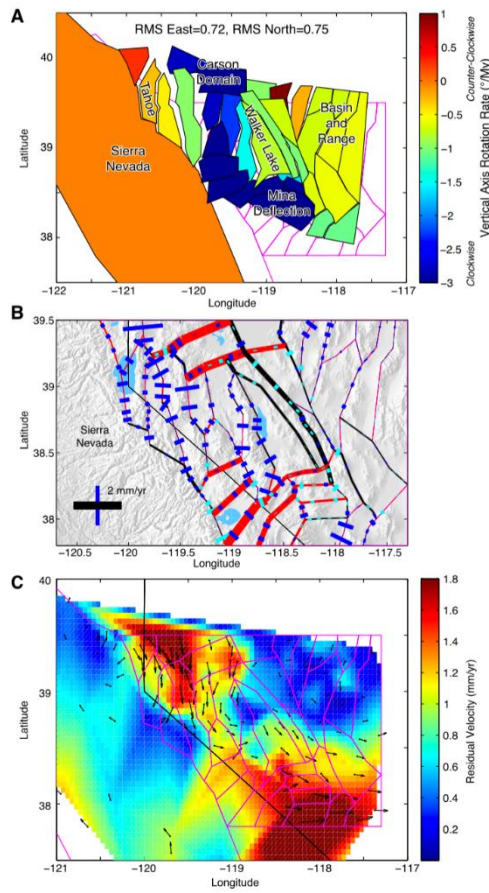 A
RMS East=0.72, RMS North=0.75
40
39
38
Latitude
Carson
Domain
Tahoe
Walker Lake
Basin
and
Range
Sierra
Nevada
Mina
Deflection
−122
−121
−120
−119
−118
−117
Longitude
1
0.5
0
−0.5
−1
−1.5
−2
−2.5
−3
Counter-Clockwise
Clockwise
Vertical Axis Rotation Rate (°/My)
B
39.5
39
38.5
38
Latitude
Sierra
Nevada
2 mm/yr
−120.5
−120
−119.5
−119
−118.5
−118
−117.5
Longitude
C
40
39
38
Latitude
−121
−120
−119
−118
−117
Longitude
1.8
1.6
1.4
1.2
1
0.8
0.6
0.4
0.2
Residual Velocity (mm/yr)